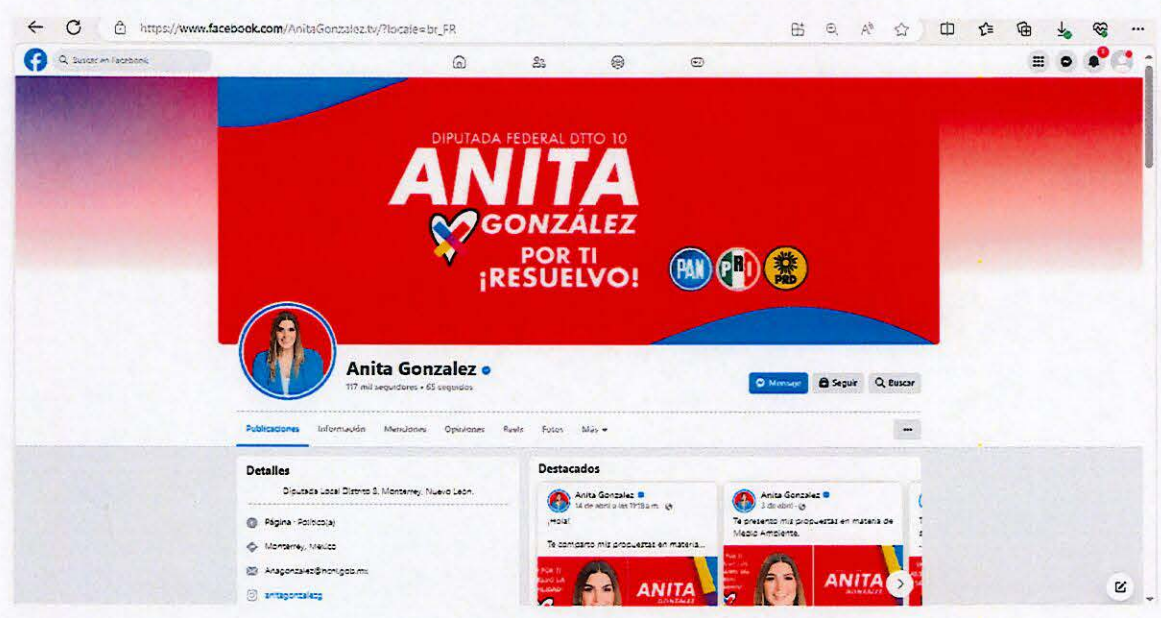 https://www.facebook.com/AnitaGonzalez.tv/?locale=br_FR
Buscar en Facebook
DIPUTADA FEDERAL DTTO 10
ANITA
GONZÁLEZ
POR TI
¡RESUELVO!
PAN PRI PRD
Anita Gonzalez
117 mil seguidores • 65 seguidos
Mensaje Seguir Buscar
Publicaciones Información Menciones Opiniones Reels Fotos Más
Detalles
Diputada Local Distrito 8, Monterrey, Nuevo León.
Página · Político(a)
Monterrey, Mexico
Anagonzalez@hcnl.gob.mx
anitagonzalezg
Destacados
Anita Gonzalez
14 de abril a las 11:19 a.m.
¡Hola!
Te comparto mis propuestas en materia...
ANITA
GONZÁLEZ
Anita Gonzalez
3 de abril
Te presento mis propuestas en materia de
Medio Ambiente.
ANITA
GONZÁLEZ